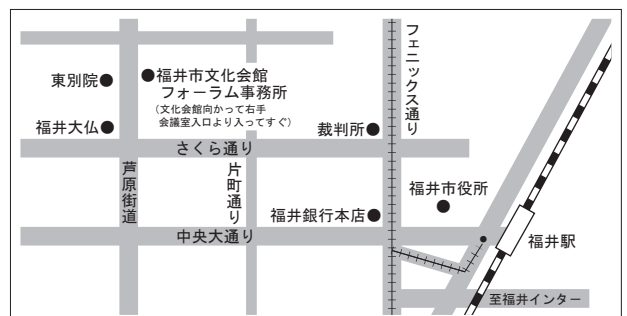 東別院
福井市文化会館
フォーラム事務所
（文化会館向かって右手
会議室入口より入ってすぐ）
福井大仏
裁判所
フェニックス通り
さくら通り
芦原街道
片町通り
福井銀行本店
福井市役所
中央大通り
福井駅
至福井インター